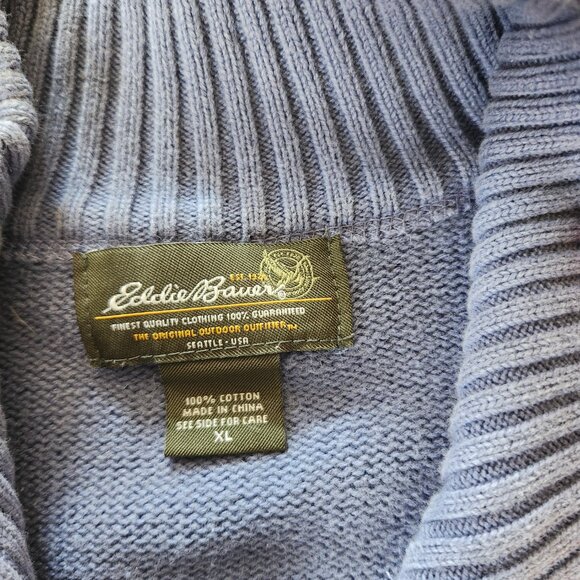 EST. 1920
Eddie Bauer®
FINEST QUALITY CLOTHING 100% GUARANTEED
THE ORIGINAL OUTDOOR OUTFITTER™
SEATTLE · USA
100% COTTON
MADE IN CHINA
SEE SIDE FOR CARE
XL